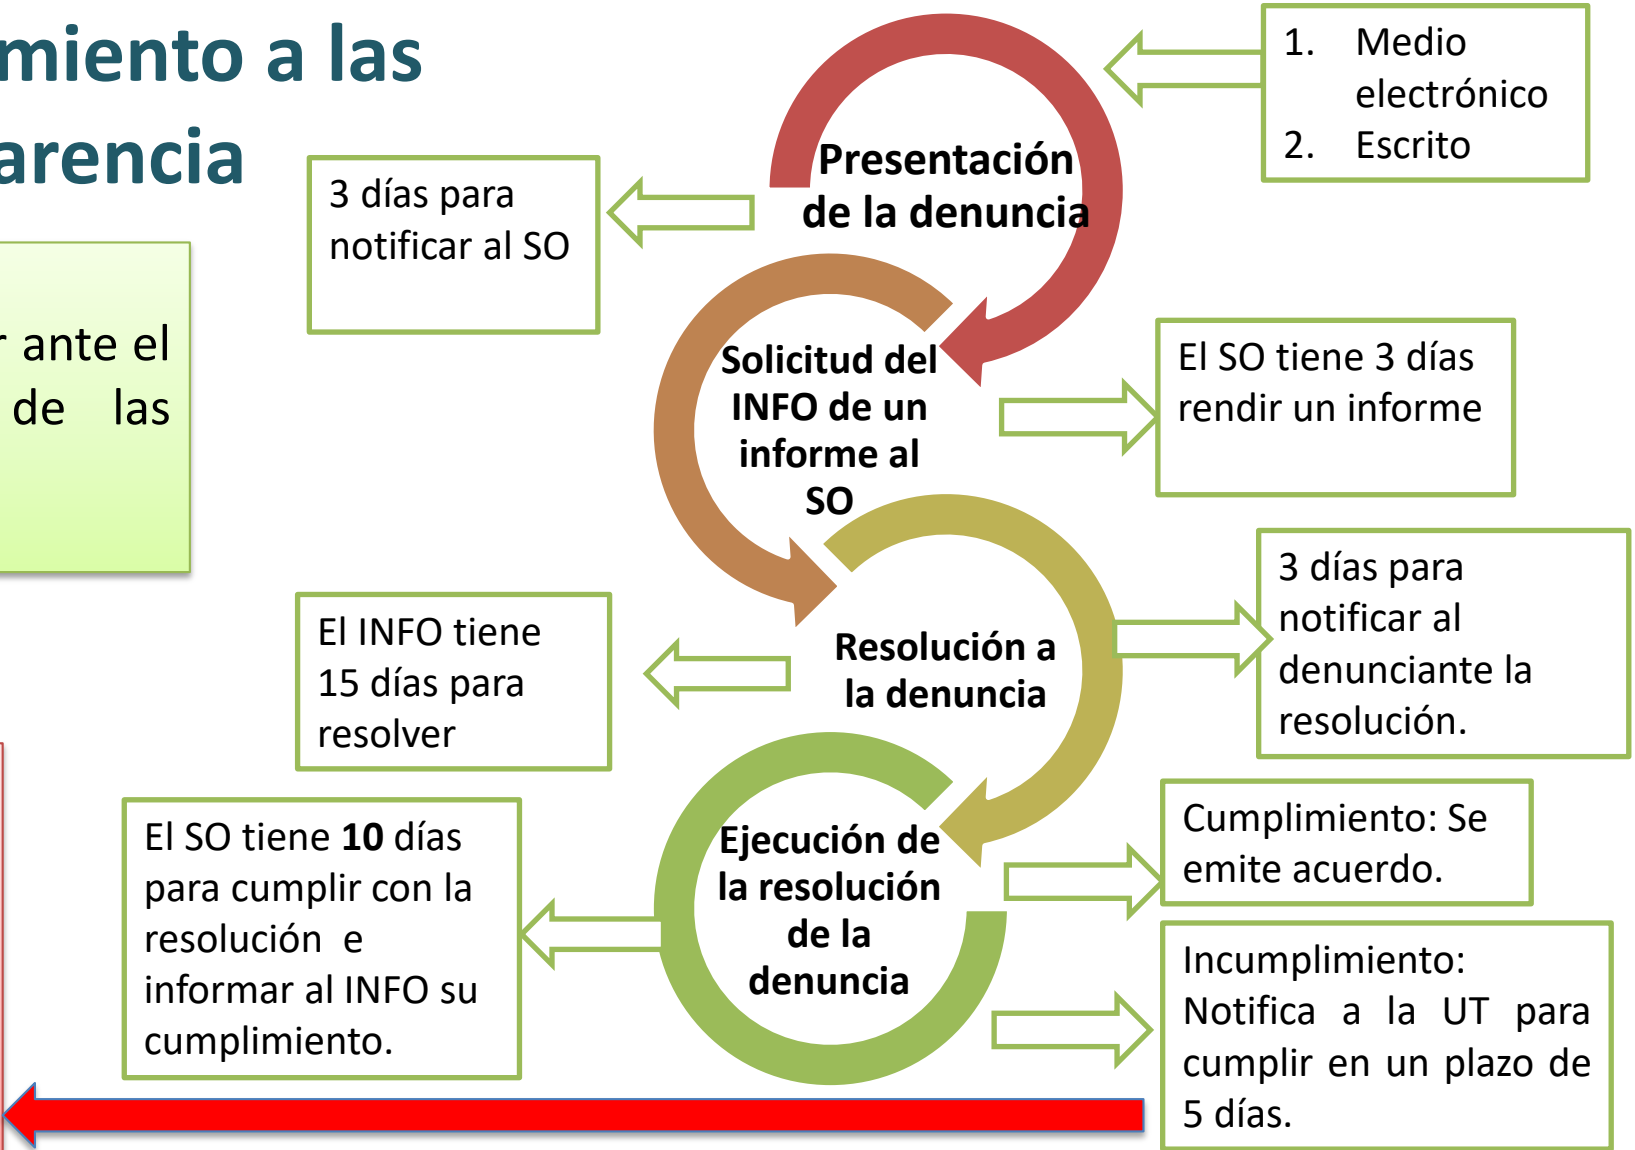 miento a las
arencia
r ante el
de las
1. Medio
electrónico
2. Escrito
Presentación
de la denuncia
3 días para
notificar al SO
Solicitud del
INFO de un
informe al
SO
El SO tiene 3 días
rendir un informe
Resolución a
la denuncia
El INFO tiene
15 días para
resolver
3 días para
notificar al
denunciante la
resolución.
Ejecución de
la resolución
de la
denuncia
El SO tiene 10 días
para cumplir con la
resolución e
informar al INFO su
cumplimiento.
Cumplimiento: Se
emite acuerdo.
Incumplimiento:
Notifica a la UT para
cumplir en un plazo de
5 días.